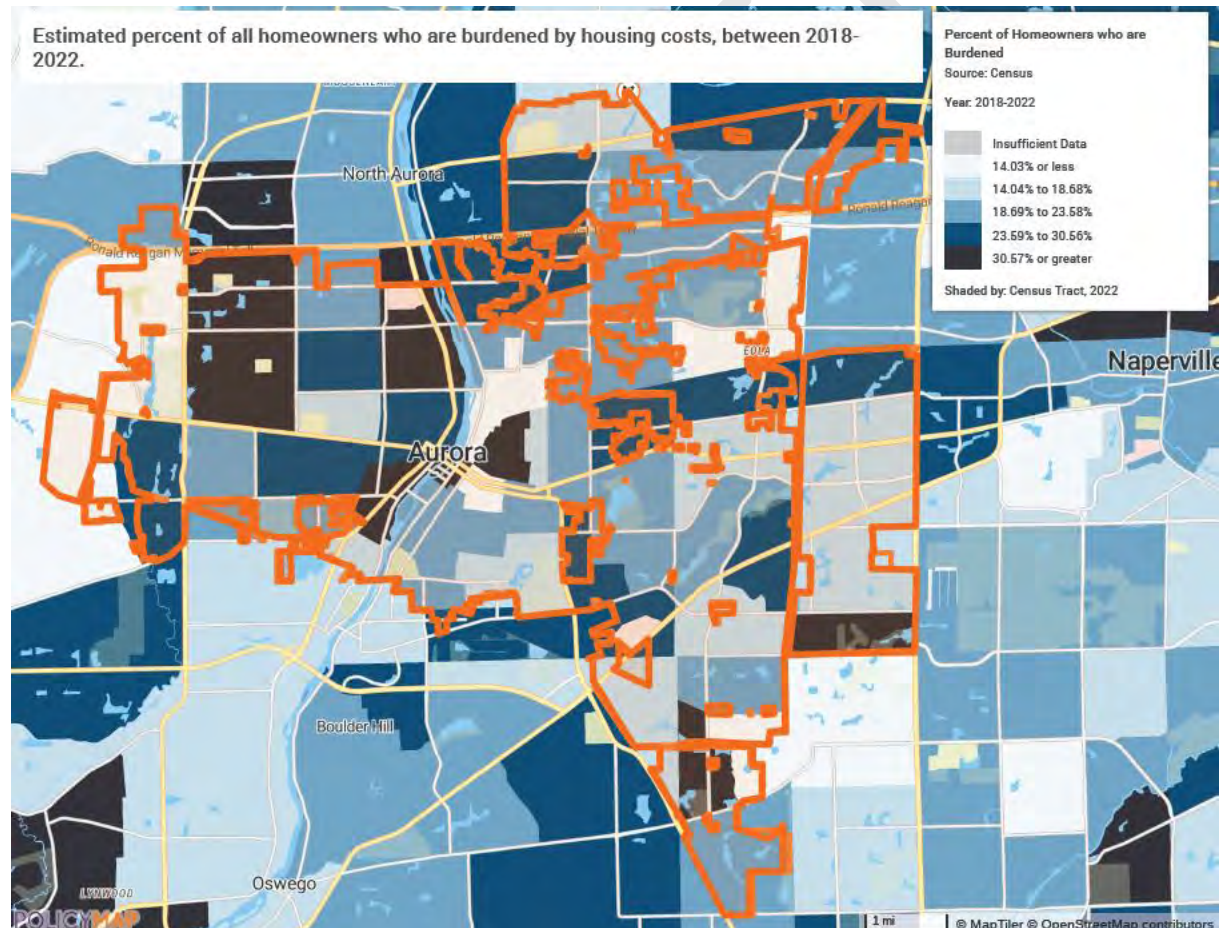 Estimated percent of all homeowners who are burdened by housing costs, between 2018-
2022.
Percent of Homeowners who are
Burdened
Source: Census
Year: 2018-2022
Insufficient Data
14.03% or less
14.04% to 18.68%
18.69% to 23.58%
23.59% to 30.56%
30.57% or greater
Shaded by: Census Tract, 2022
North Aurora
Ronald Reagan
Ronald Reagan
EOLA
Naperville
Aurora
Boulder Hill
Oswego
LYNWOOD
POLICYMAP
1 mi
© MapTiler © OpenStreetMap contributors